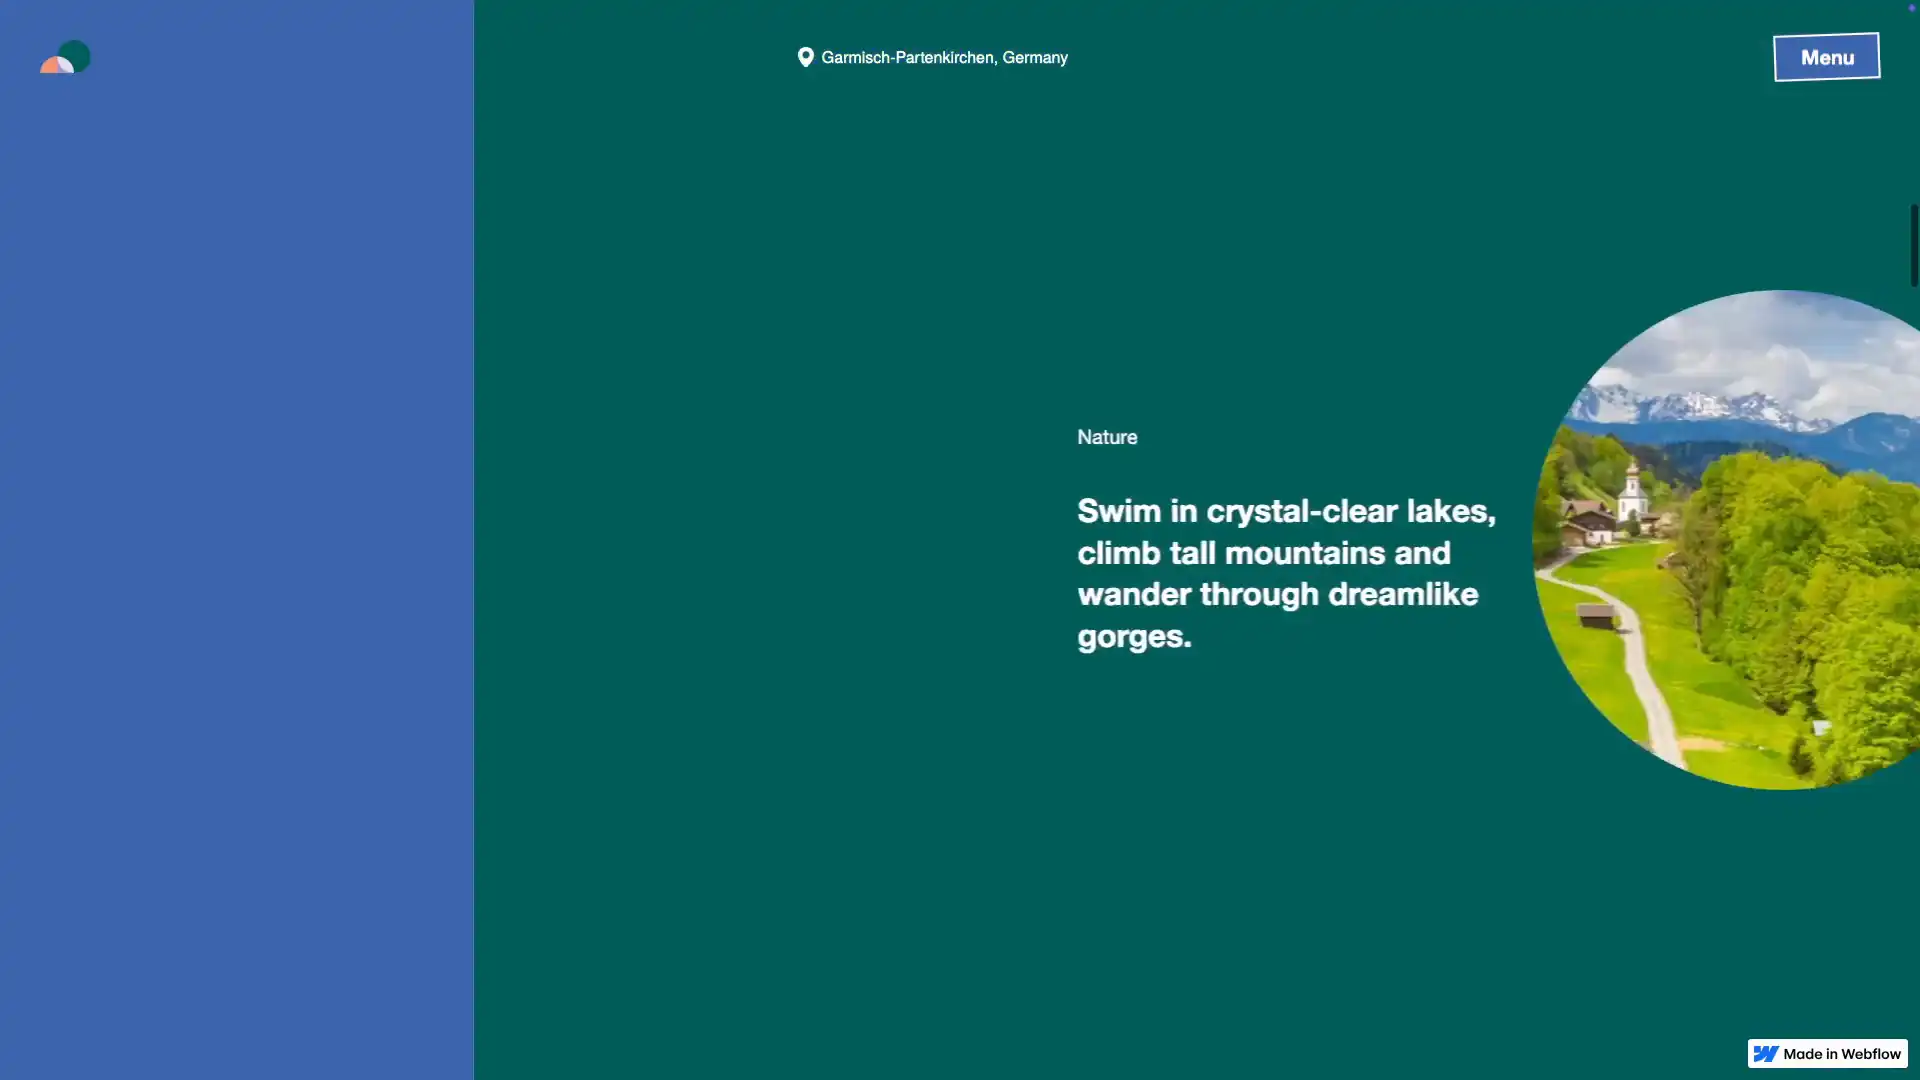 Garmisch-Partenkirchen, Germany
Menu
Nature
Swim in crystal-clear lakes,
climb tall mountains and
wander through dreamlike
gorges.
Made in Webflow